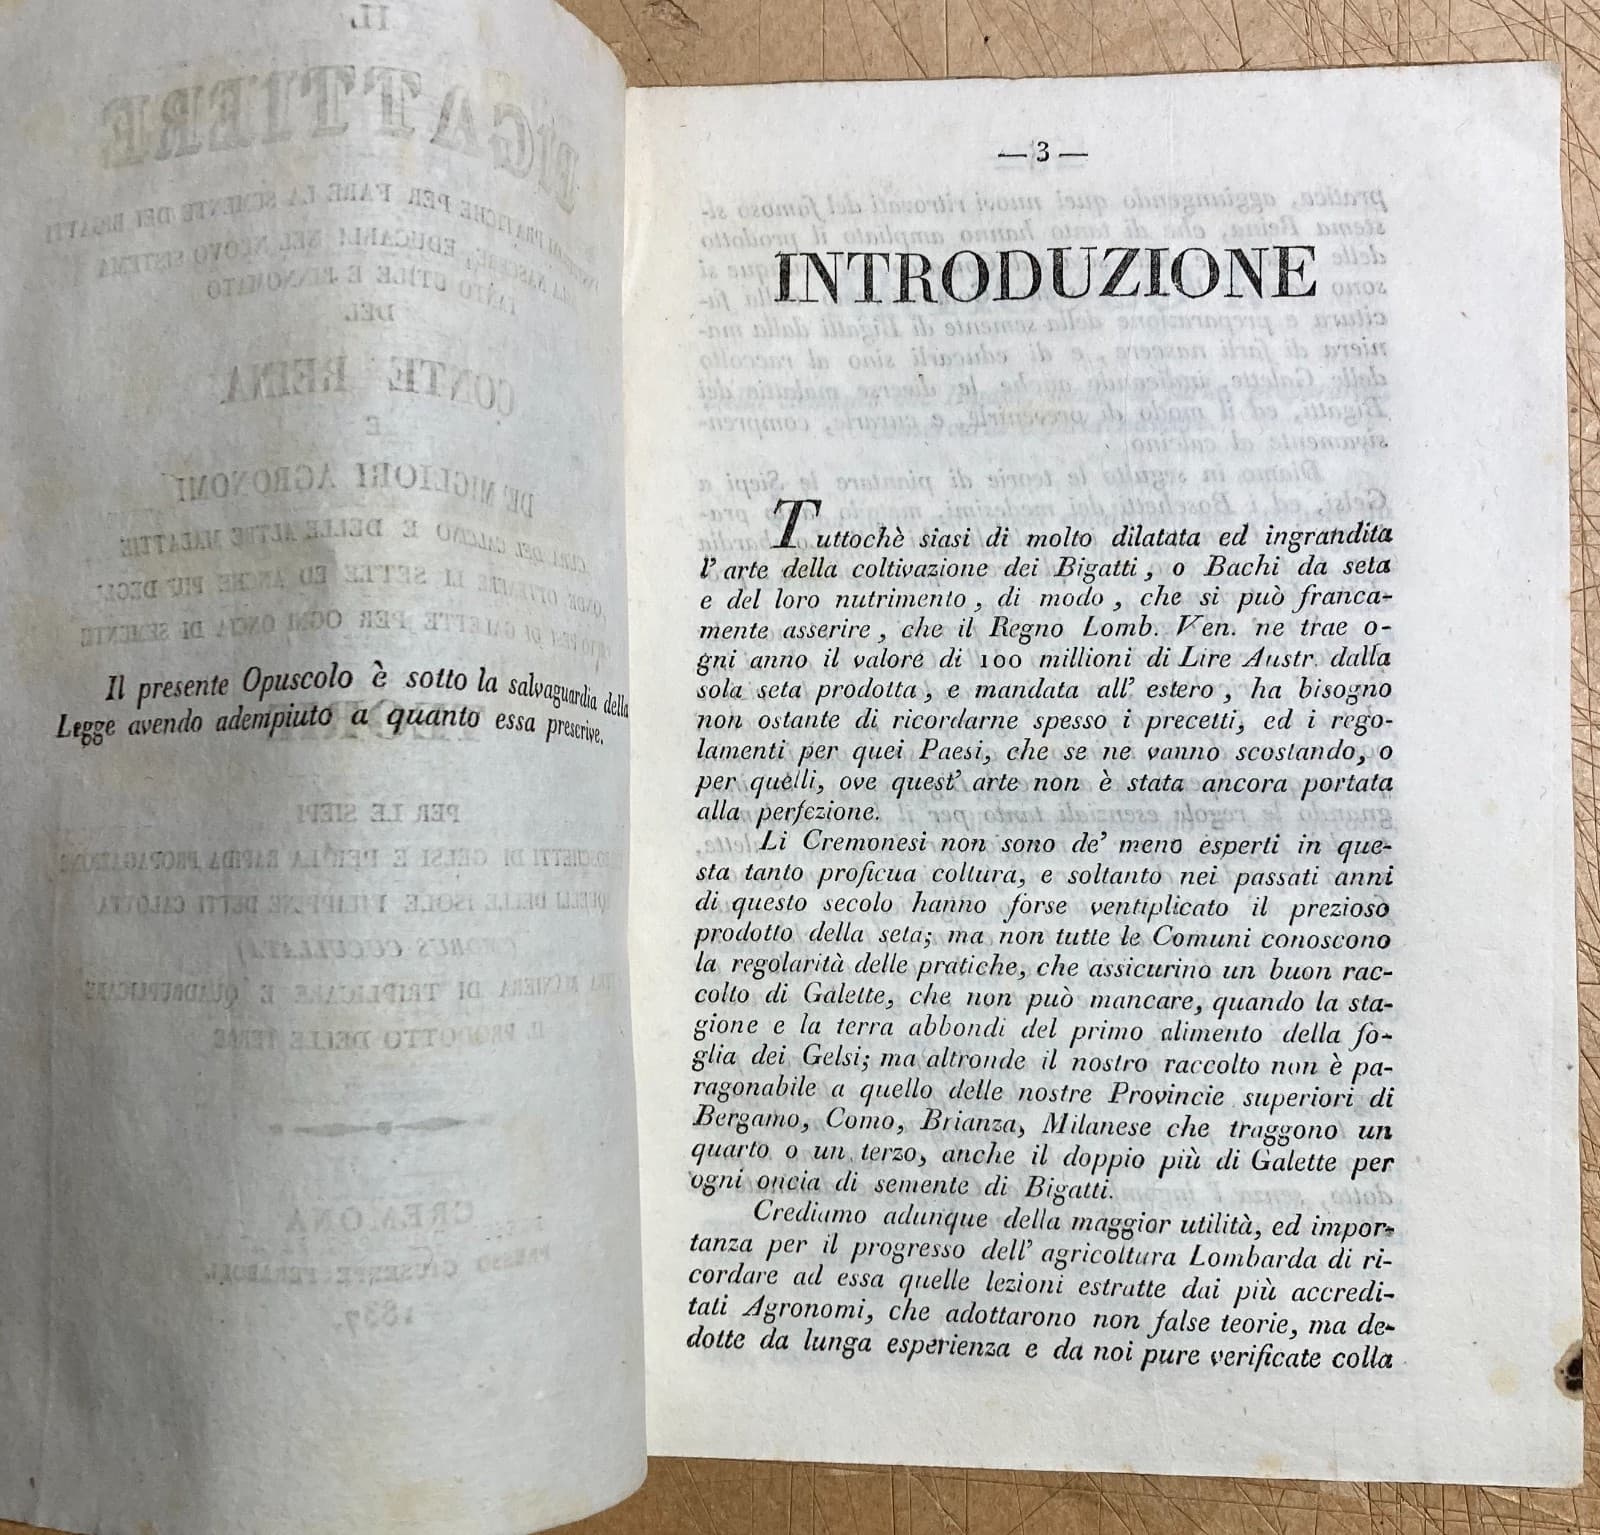 Il presente Opuscolo è sotto la salvaguardia della
Legge avendo adempiuto a quanto essa prescrive.
— 3 —
INTRODUZIONE
Tuttochè siasi di molto dilatata ed ingrandita
l' arte della coltivazione dei Bigatti, o Bachi da seta
e del loro nutrimento, di modo, che si può franca-
mente asserire, che il Regno Lomb. Ven. ne trae o-
gni anno il valore di 100 millioni di Lire Austr. dalla
sola seta prodotta, e mandata all' estero, ha bisogno
non ostante di ricordarne spesso i precetti, ed i rego-
lamenti per quei Paesi, che se ne vanno scostando, o
per quelli, ove quest' arte non è stata ancora portata
alla perfezione.
Li Cremonesi non sono de' meno esperti in que-
sta tanto proficua coltura, e soltanto nei passati anni
di questo secolo hanno forse ventiplicato il prezioso
prodotto della seta; ma non tutte le Comuni conoscono
la regolarità delle pratiche, che assicurino un buon rac-
colto di Galette, che non può mancare, quando la sta-
gione e la terra abbondi del primo alimento della fo-
glia dei Gelsi; ma altronde il nostro raccolto non è pa-
ragonabile a quello delle nostre Provincie superiori di
Bergamo, Como, Brianza, Milanese che traggono un
quarto o un terzo, anche il doppio più di Galette per
ogni oncia di semente di Bigatti.
Crediamo adunque della maggior utilità, ed impor-
tanza per il progresso dell' agricoltura Lombarda di ri-
cordare ad essa quelle lezioni estratte dai più accredi-
tati Agronomi, che adottarono non false teorie, ma de-
dotte da lunga esperienza e da noi pure verificate colla